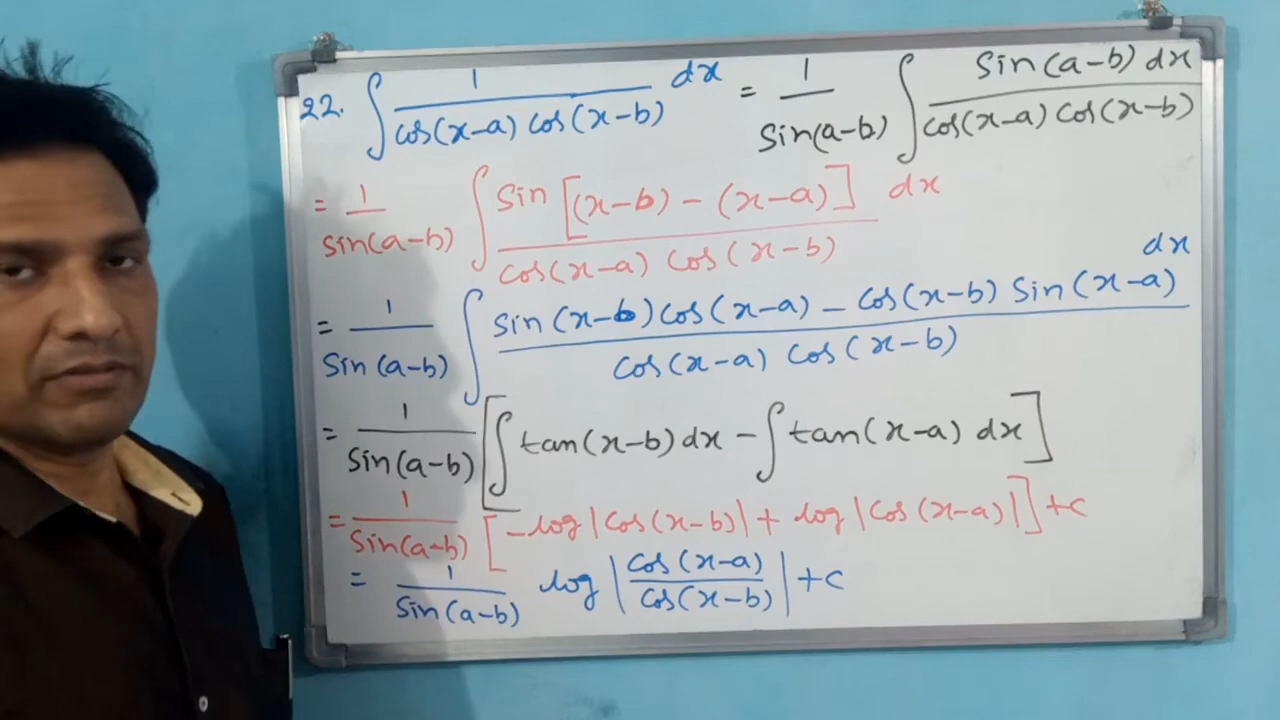 22. ∫ 1 / cos(x-a) cos(x-b) dx = 1 / Sin(a-b) ∫ Sin(a-b) dx / cos(x-a) cos(x-b)
= 1 / Sin(a-b) ∫ Sin [(x-b) - (x-a)] / cos(x-a) cos(x-b) dx
= 1 / Sin(a-b) ∫ Sin(x-b) cos(x-a) - cos(x-b) Sin(x-a) / cos(x-a) cos(x-b) dx
= 1 / Sin(a-b) [∫ tan(x-b) dx - ∫ tan(x-a) dx]
= 1 / Sin(a-b) [-log |cos(x-b)| + log |cos(x-a)|] + c
= 1 / Sin(a-b) log | cos(x-a) / cos(x-b) | + c